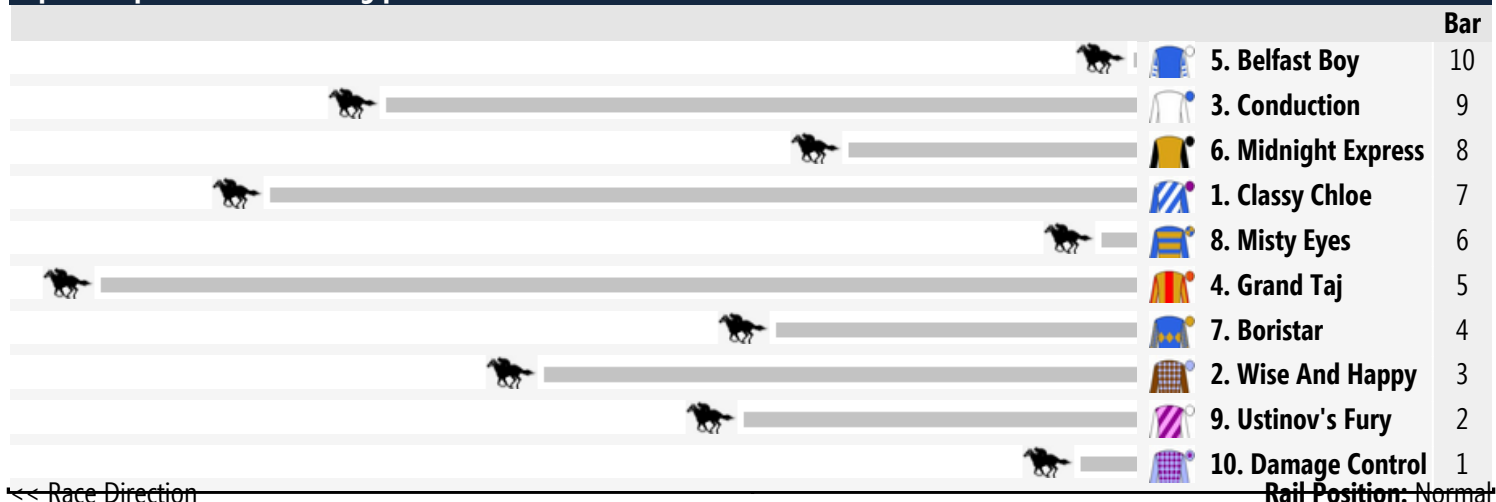 Bar
5. Belfast Boy 10
3. Conduction 9
6. Midnight Express 8
1. Classy Chloe 7
8. Misty Eyes 6
4. Grand Taj 5
7. Boristar 4
2. Wise And Happy 3
9. Ustinov's Fury 2
10. Damage Control 1
<< Race Direction Rail Position: Normal